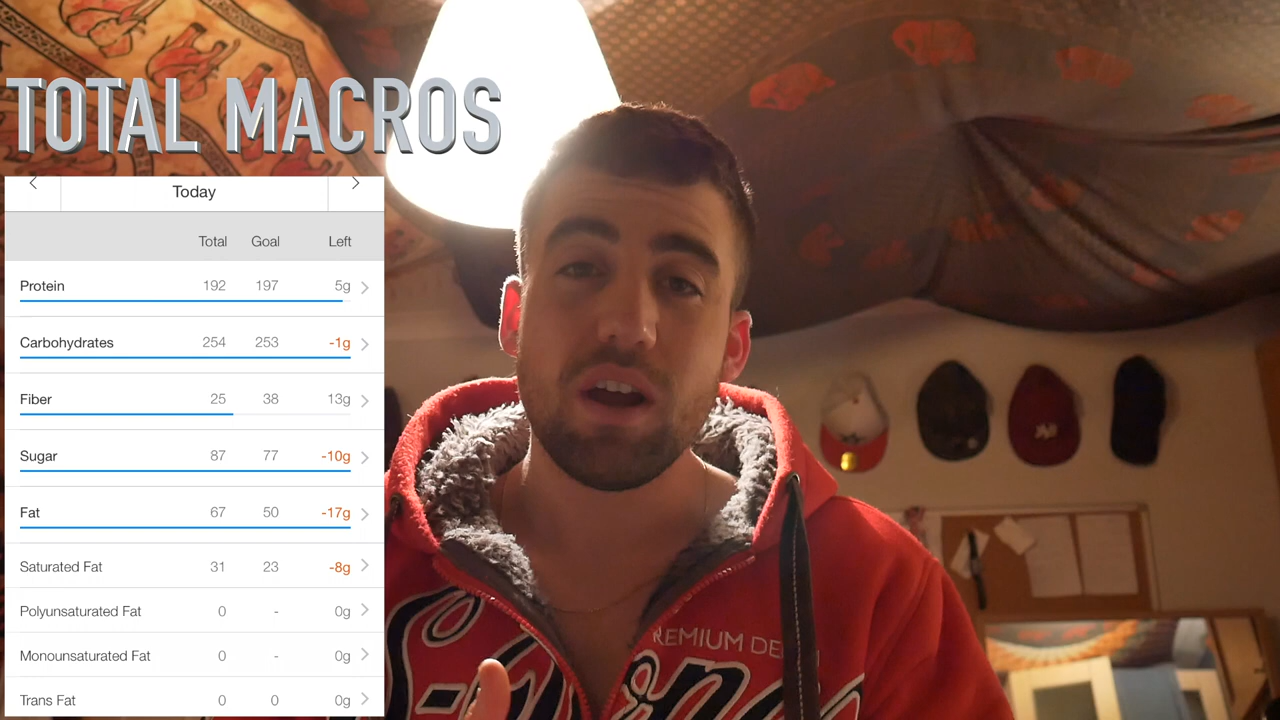 TOTAL MACROS
Today
Total Goal Left
Protein 192 197 5g
Carbohydrates 254 253 -1g
Fiber 25 38 13g
Sugar 87 77 -10g
Fat 67 50 -17g
Saturated Fat 31 23 -8g
Polyunsaturated Fat 0 - 0g
Monounsaturated Fat 0 - 0g
Trans Fat 0 0 0g